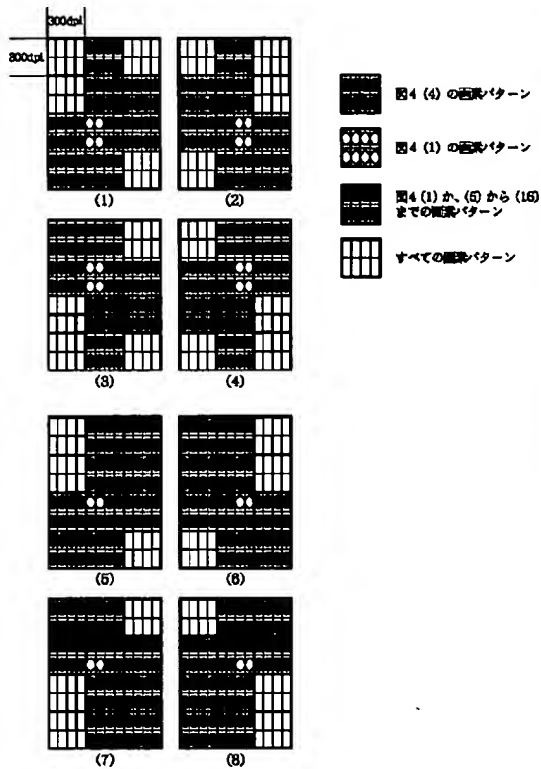 300dpi
300dpi
(1)
(2)
(3)
(4)
(5)
(6)
(7)
(8)
図4 (4) の画素パターン
図4 (1) の画素パターン
図4 (1) か、(5) から (16)
までの画素パターン
すべての画素パターン